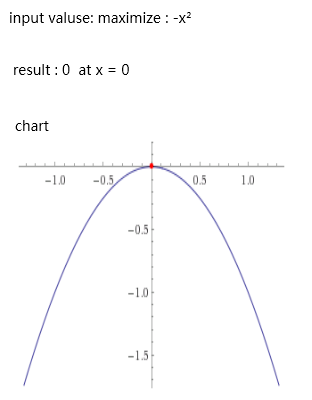 input valuse: maximize : -x²
result : 0 at x = 0
chart
-1.0 -0.5 0.5 1.0
-0.5
-1.0
-1.5